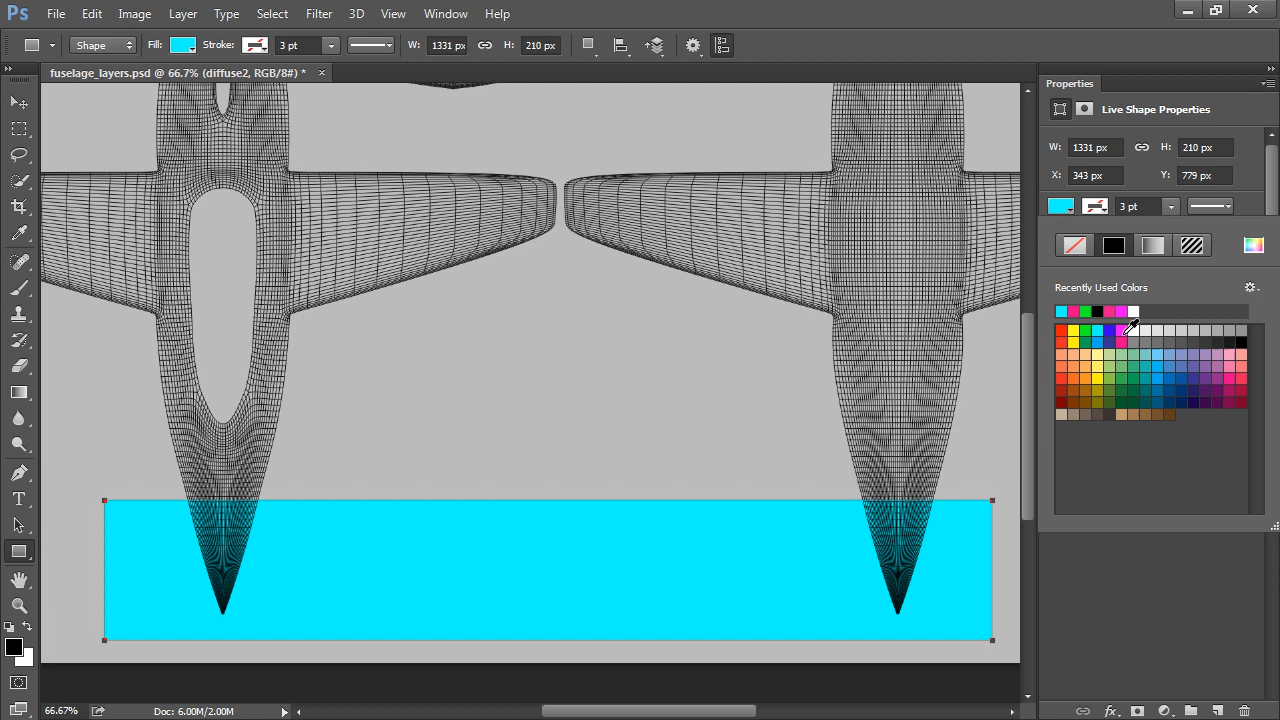 Ps File Edit Image Layer Type Select Filter 3D View Window Help
Shape Fill: Stroke: 3 pt W: 1331 px H: 210 px
fuselage_layers.psd @ 66.7% (diffuse2, RGB/8#) * ×
Properties
Live Shape Properties
W: 1331 px H: 210 px
X: 343 px Y: 779 px
3 pt
Recently Used Colors
T
66.67% Doc: 6.00M/2.00M
fx